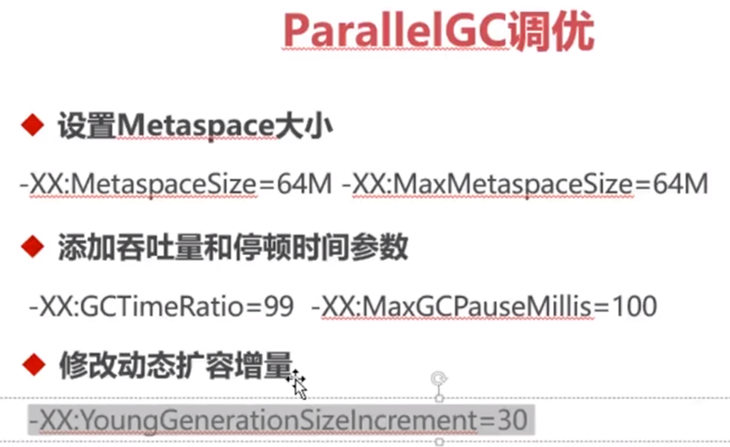 ParallelGC调优
设置Metaspace大小
-XX:MetaspaceSize=64M -XX:MaxMetaspaceSize=64M
添加吞吐量和停顿时间参数
-XX:GCTimeRatio=99 -XX:MaxGCPauseMillis=100
修改动态扩容增量
-XX:YoungGenerationSizeIncrement=30